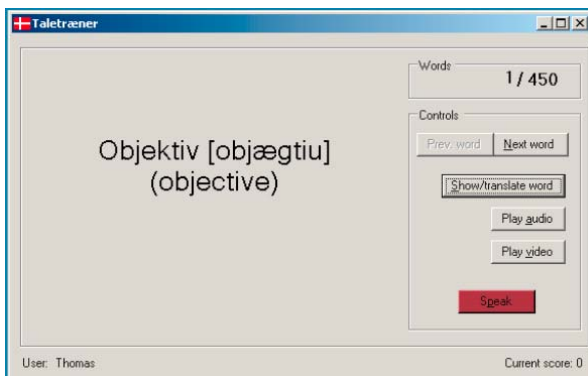 Taletræner
Words
1 / 450
Controls
Prev. word
Next word
Objektiv [objægtiu]
(objective)
Show/translate word
Play audio
Play video
Speak
User: Thomas
Current score: 0